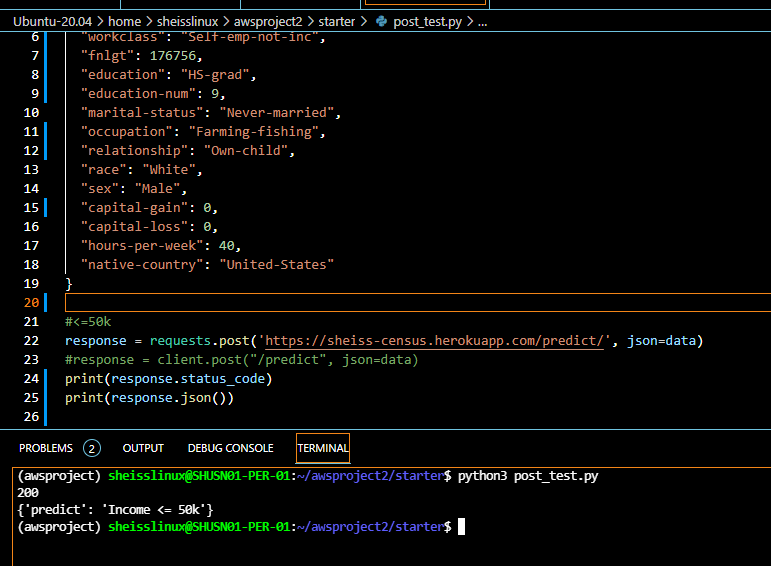 Ubuntu-20.04 > home > sheisslinux > awsproject2 > starter > post_test.py > ...
6 "workclass": "Self-emp-not-inc",
7 "fnlgt": 176756,
8 "education": "HS-grad",
9 "education-num": 9,
10 "marital-status": "Never-married",
11 "occupation": "Farming-fishing",
12 "relationship": "Own-child",
13 "race": "White",
14 "sex": "Male",
15 "capital-gain": 0,
16 "capital-loss": 0,
17 "hours-per-week": 40,
18 "native-country": "United-States"
19 }
20
21 #<=50k
22 response = requests.post('https://sheiss-census.herokuapp.com/predict/', json=data)
23 #response = client.post("/predict", json=data)
24 print(response.status_code)
25 print(response.json())
26
PROBLEMS 2 OUTPUT DEBUG CONSOLE TERMINAL
(awsproject) sheisslinux@SHUSN01-PER-01:~/awsproject2/starter$ python3 post_test.py
200
{'predict': 'Income <= 50k'}
(awsproject) sheisslinux@SHUSN01-PER-01:~/awsproject2/starter$